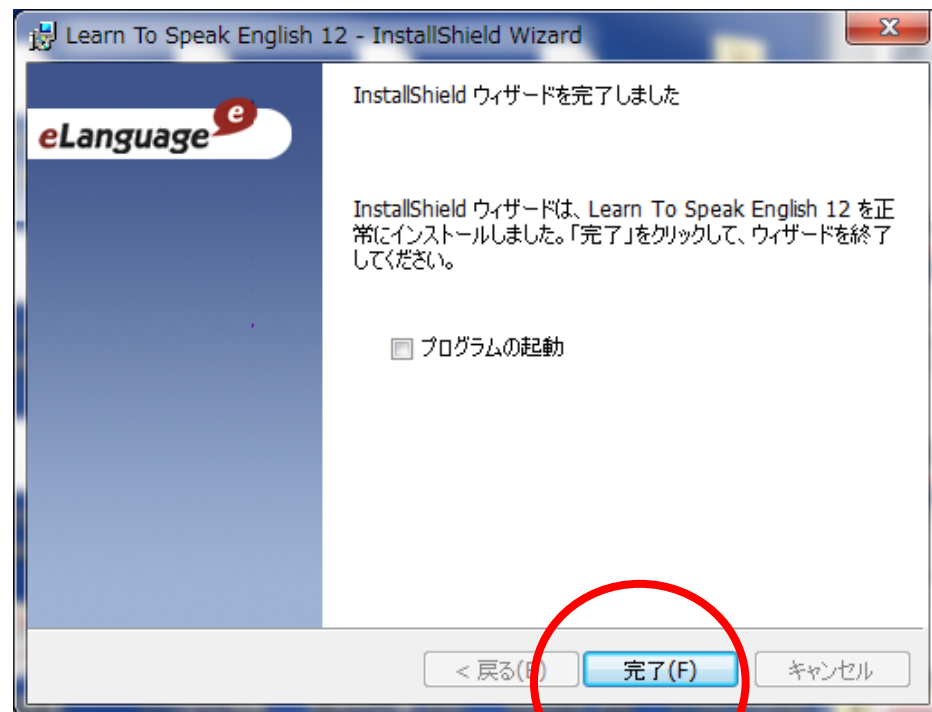 Learn To Speak English 12 - InstallShield Wizard
eLanguage e
InstallShield ウィザードを完了しました
InstallShield ウィザードは、Learn To Speak English 12 を正
常にインストールしました。「完了」をクリックして、ウィザードを終了
してください。
プログラムの起動
< 戻る( ) 完了(F) キャンセル